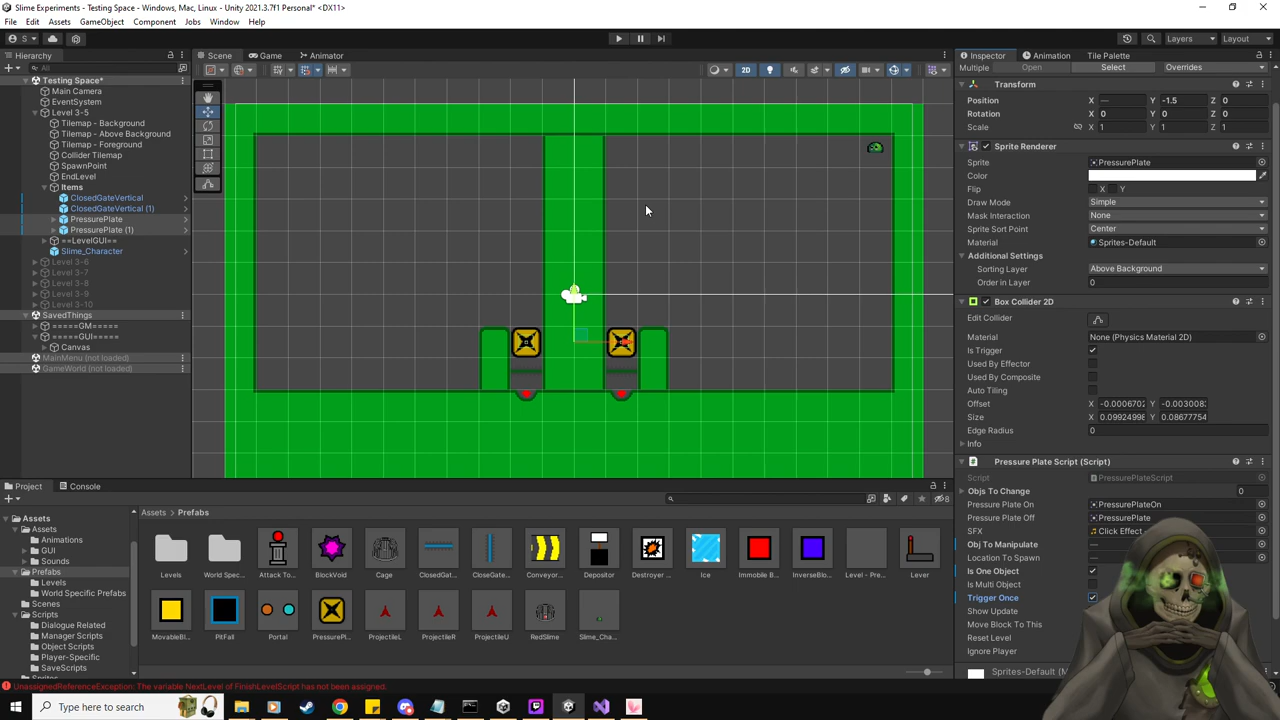 Slime Experiments - Testing Space - Windows, Mac, Linux - Unity 2021.3.7f1 Personal* <DX11>
File Edit Assets GameObject Component Jobs Window Help
S Layers Layout
Hierarchy
All
Testing Space*
Main Camera
EventSystem
Level 3-5
Tilemap - Background
Tilemap - Above Background
Tilemap - Foreground
Collider Tilemap
SpawnPoint
EndLevel
Items
ClosedGateVertical
ClosedGateVertical (1)
PressurePlate
PressurePlate (1)
==LevelGUI==
Slime_Character
Level 3-6
Level 3-7
Level 3-8
Level 3-9
Level 3-10
SavedThings
=====GM=====
=====GUI=====
Canvas
MainMenu (not loaded)
GameWorld (not loaded)
Scene Game Animator
2D
Inspector Animation Tile Palette
Multiple Open Select Overrides
Transform
Position X — Y -1.5 Z 0
Rotation X 0 Y 0 Z 0
Scale X 1 Y 1 Z 1
Sprite Renderer
Sprite PressurePlate
Color
Flip X Y
Draw Mode Simple
Mask Interaction None
Sprite Sort Point Center
Material Sprites-Default
Additional Settings
Sorting Layer Above Background
Order in Layer 0
Box Collider 2D
Edit Collider
Material None (Physics Material 2D)
Is Trigger
Used By Effector
Used By Composite
Auto Tiling
Offset X -0.0006702 Y -0.003008
Size X 0.09924998 Y 0.08677754
Edge Radius 0
Info
Pressure Plate Script (Script)
Script PressurePlateScript
Objs To Change 0
Pressure Plate On PressurePlateOn
Pressure Plate Off PressurePlate
SFX Click Effect
Obj To Manipulate —
Location To Spawn —
Is One Object
Is Multi Object
Trigger Once
Show Update
Move Block To This
Reset Level
Ignore Player
Sprites-Default (M
Project Console
8
Assets
Assets
Animations
GUI
Sounds
Prefabs
Levels
World Specific Prefabs
Scenes
Scripts
Dialogue Related
Manager Scripts
Object Scripts
Player-Specific
SaveScripts
Assets > Prefabs
Levels World Spec... Attack To... BlockVoid Cage ClosedGat... CloseGate... Conveyor... Depositor Destroyer ... Ice Immobile B... InverseBlo... Level - Pre... Lever
MovableBl... PitFall Portal PressurePl... ProjectileL ProjectileR ProjectileU RedSlime Slime_Cha...
UnassignedReferenceException: The variable NextLevel of FinishLevelScript has not been assigned.
Type here to search